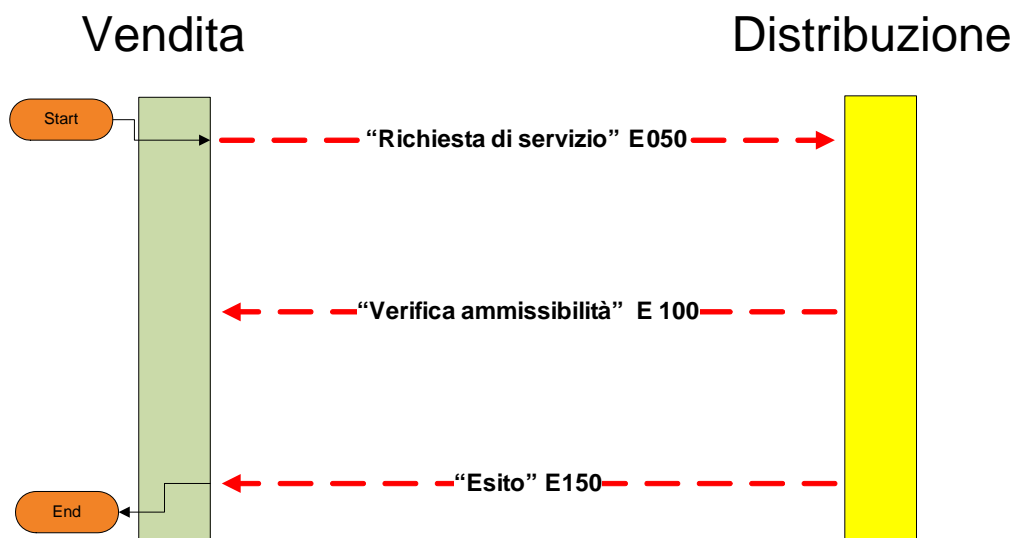 Vendita
Distribuzione
Start
“Richiesta di servizio” E050
“Verifica ammissibilità” E 100
“Esito” E150
End